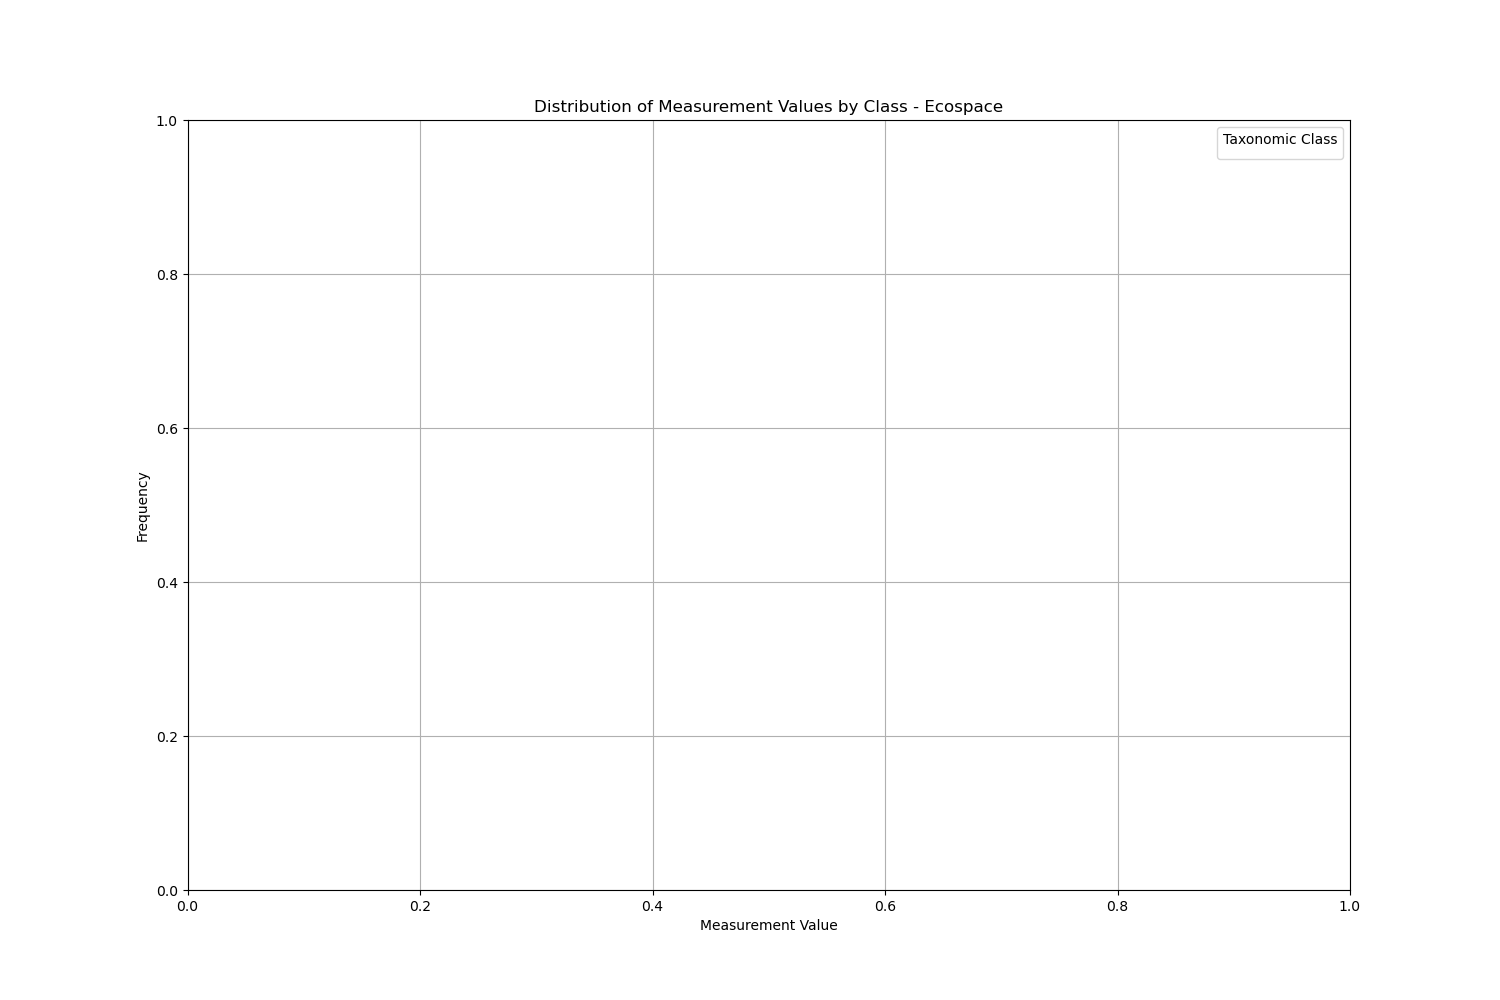 Distribution of Measurement Values by Class - Ecospace
Taxonomic Class
1.0
0.8
0.6
0.4
0.2
0.0
Frequency
0.0 0.2 0.4 0.6 0.8 1.0
Measurement Value